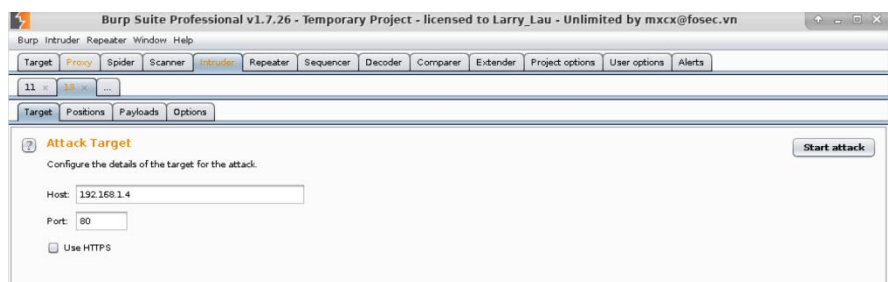 Burp Suite Professional v1.7.26 - Temporary Project - licensed to Larry_Lau - Unlimited by mxcx@fosec.vn
Burp Intruder Repeater Window Help
Target Proxy Spider Scanner Intruder Repeater Sequencer Decoder Comparer Extender Project options User options Alerts
11 × 13 × ...
Target Positions Payloads Options
? Attack Target Start attack
Configure the details of the target for the attack.
Host: 192.168.1.4
Port: 80
Use HTTPS